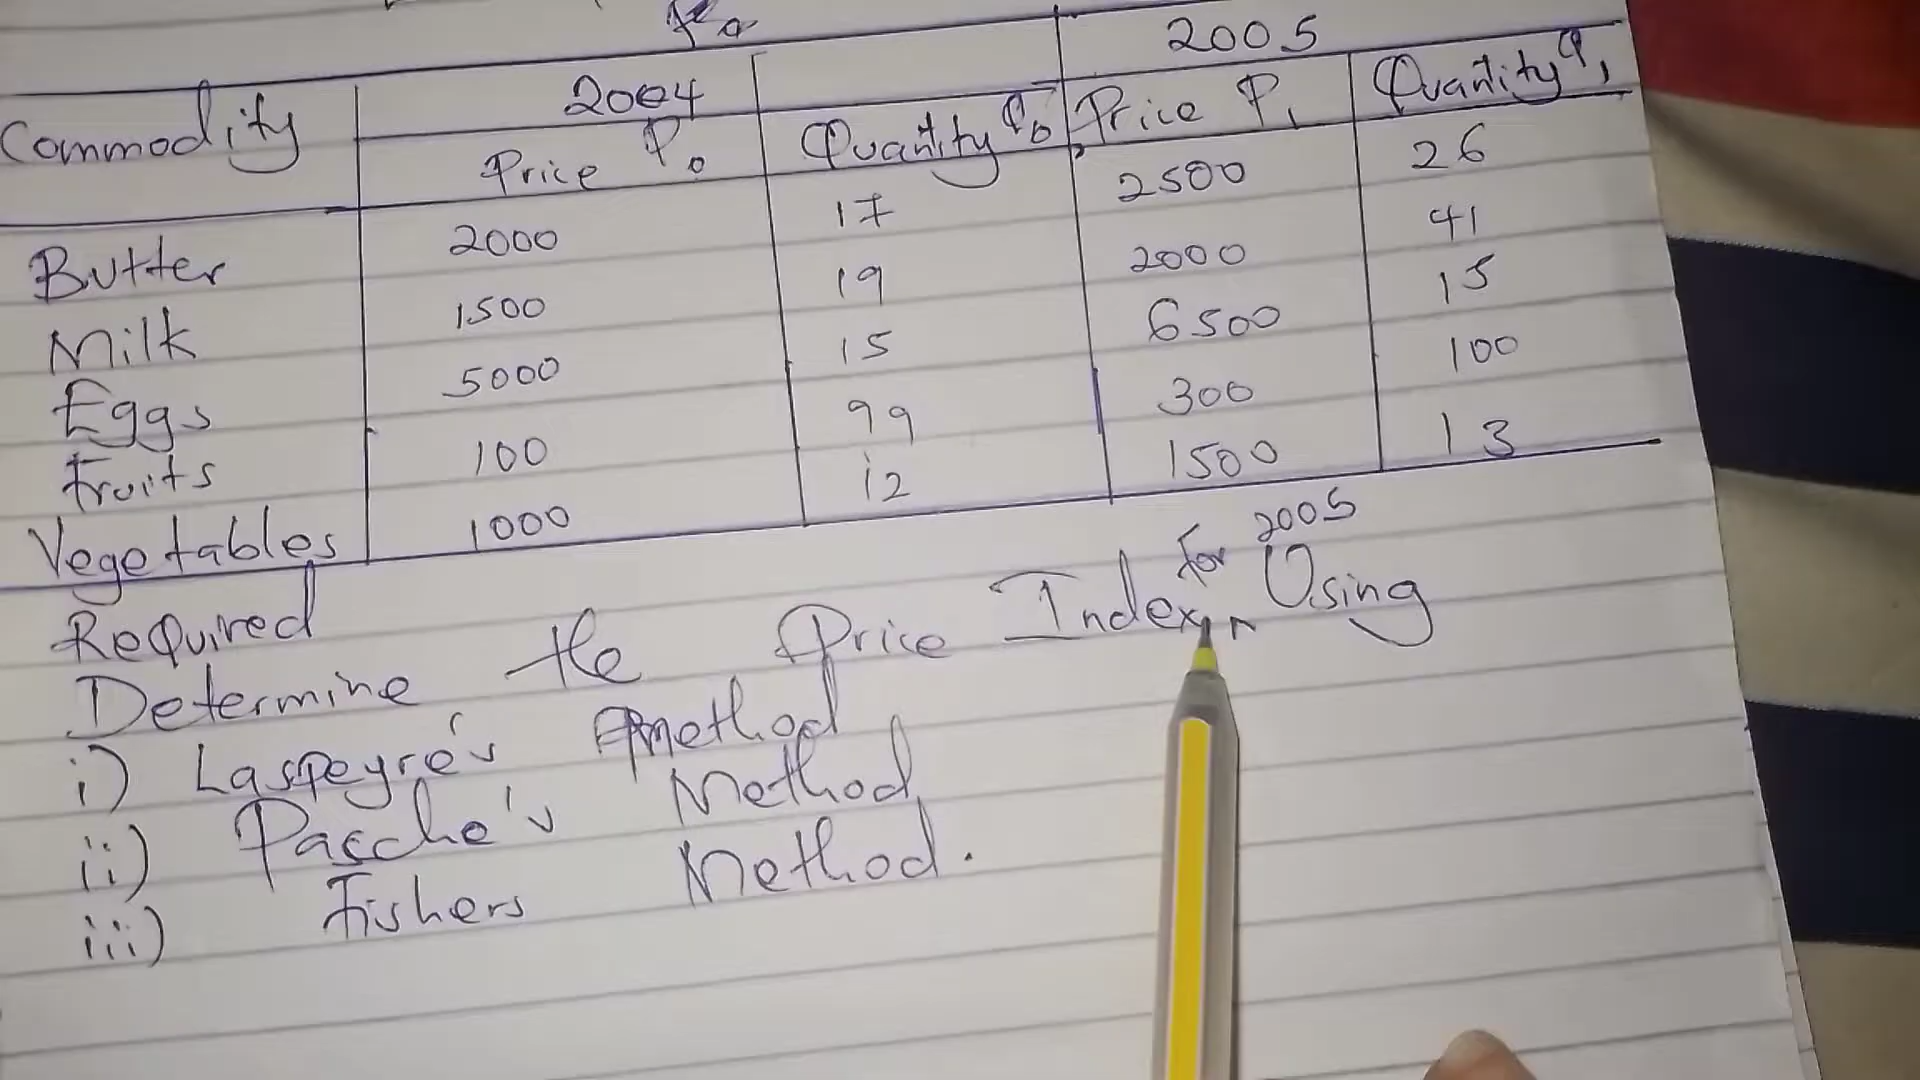 2004 2005
Commodity Price P₀ Quantity q₀ Price P₁ Quantity q₁
Butter 2000 17 2500 26
Milk 1500 19 2000 41
Eggs 5000 15 6500 15
Fruits 100 99 300 100
Vegetables 1000 12 1500 13
Required
Determine the Price Index for 2005 Using
i) Laspeyre's method
ii) Pasche's Method
iii) Fishers Method.